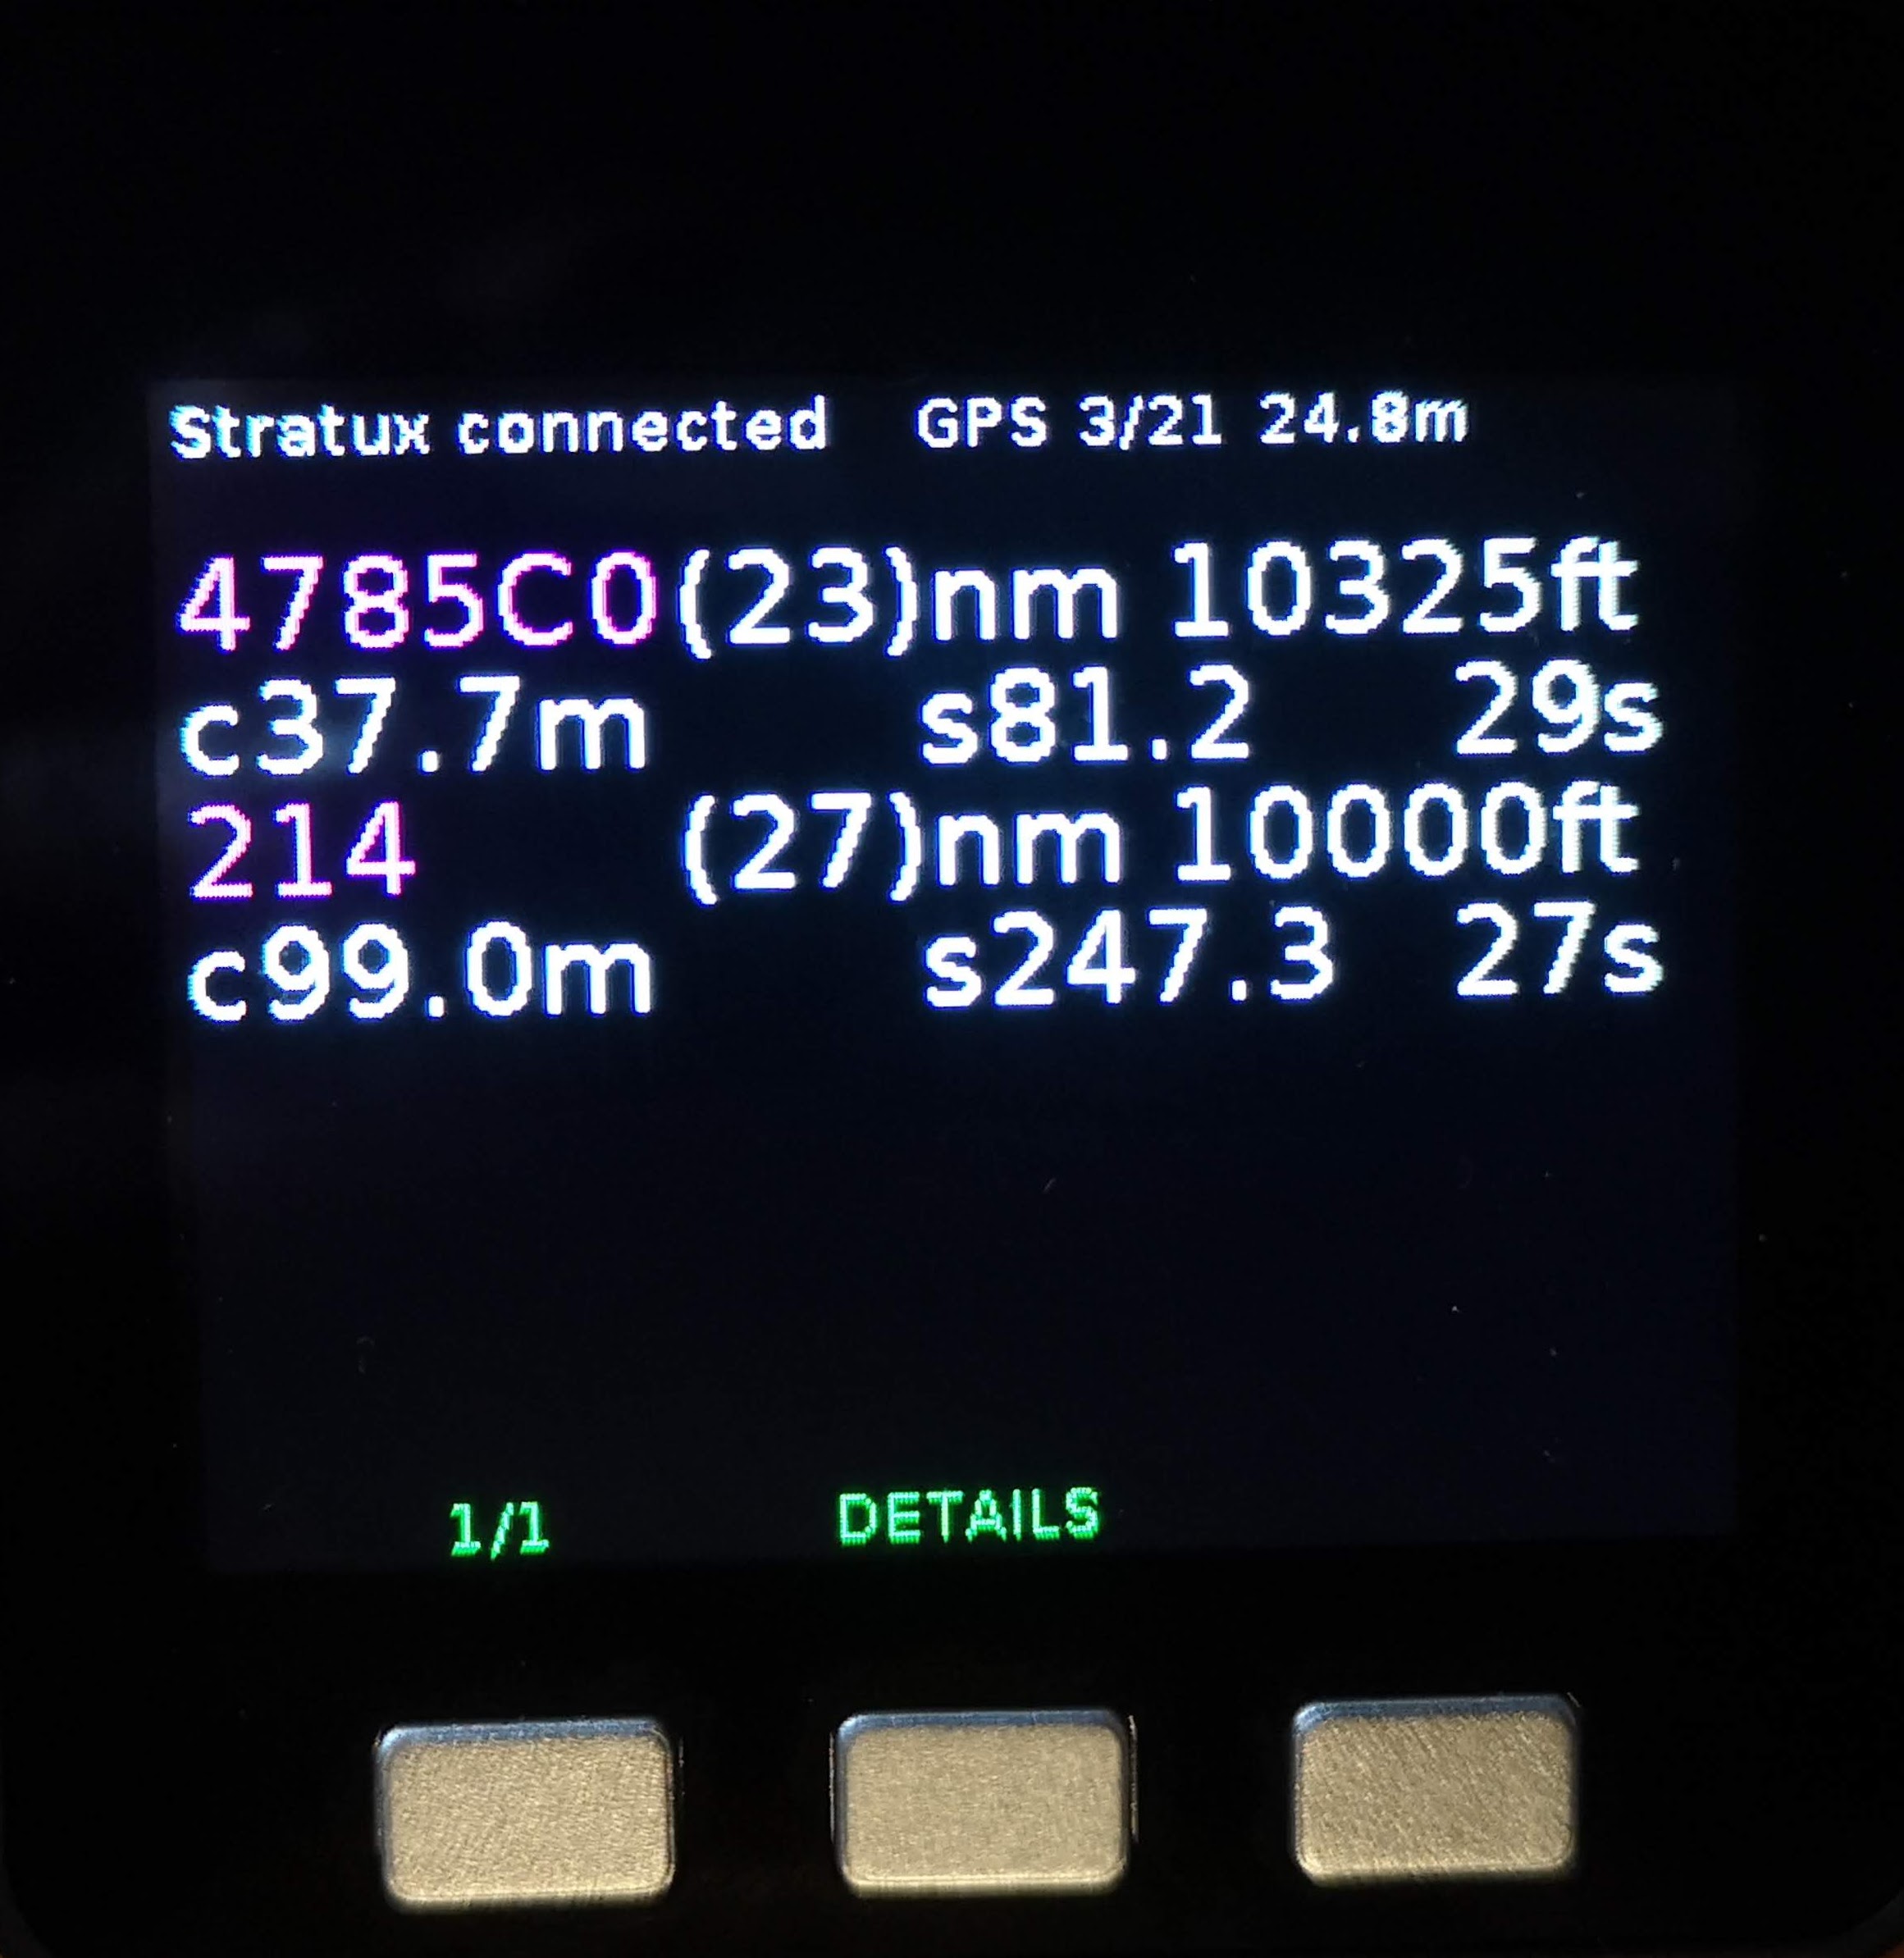 Stratux connected GPS 3/21 24.8m
4785C0(23)nm 10325ft
c37.7m s81.2 29s
214 (27)nm 10000ft
c99.0m s247.3 27s
1/1 DETAILS